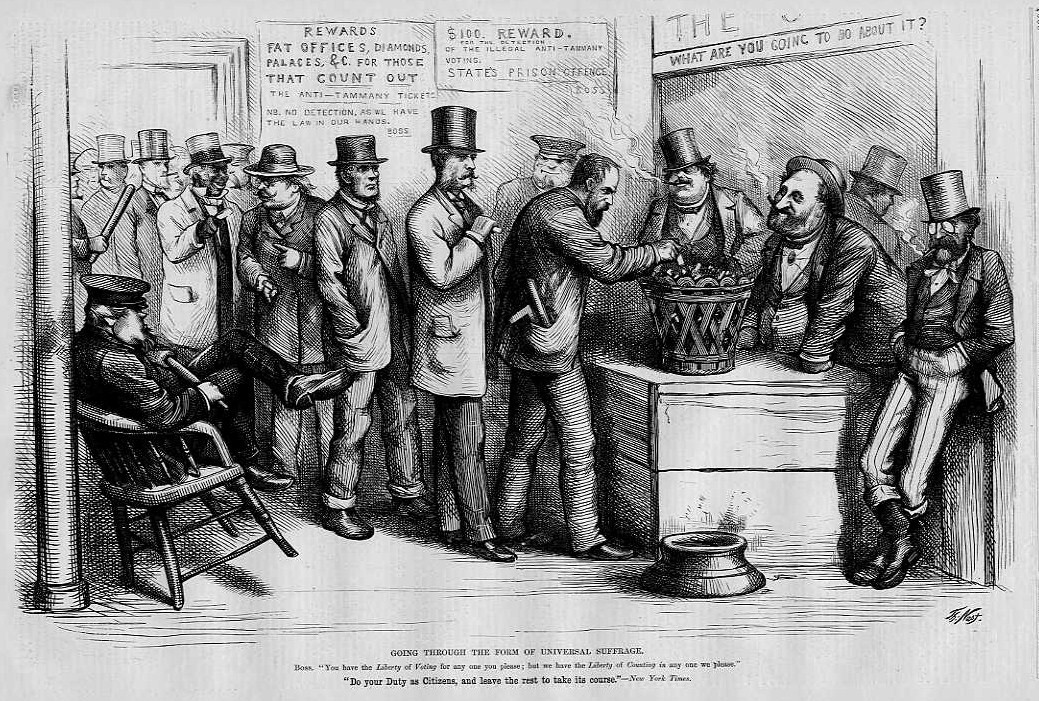 REWARDS
FAT OFFICES, DIAMONDS,
PALACES, &C. FOR THOSE
THAT COUNT OUT
THE ANTI-TAMMANY TICKETS
NO, NO DETECTION, AS WE HAVE
THE LAW IN OUR HANDS.
BOSS.
$100. REWARD.
FOR THE DETECTION
OF THE ILLEGAL ANTI-TAMMANY
VOTING.
STATE'S PRISON OFFENCE
BOSS
THE
WHAT ARE YOU GOING TO DO ABOUT IT?
Th. Nast.
GOING THROUGH THE FORM OF UNIVERSAL SUFFRAGE.
Boss. "You have the Liberty of Voting for any one you please; but we have the Liberty of Counting in any one we please."
"Do your Duty as Citizens, and leave the rest to take its course."—New York Times.